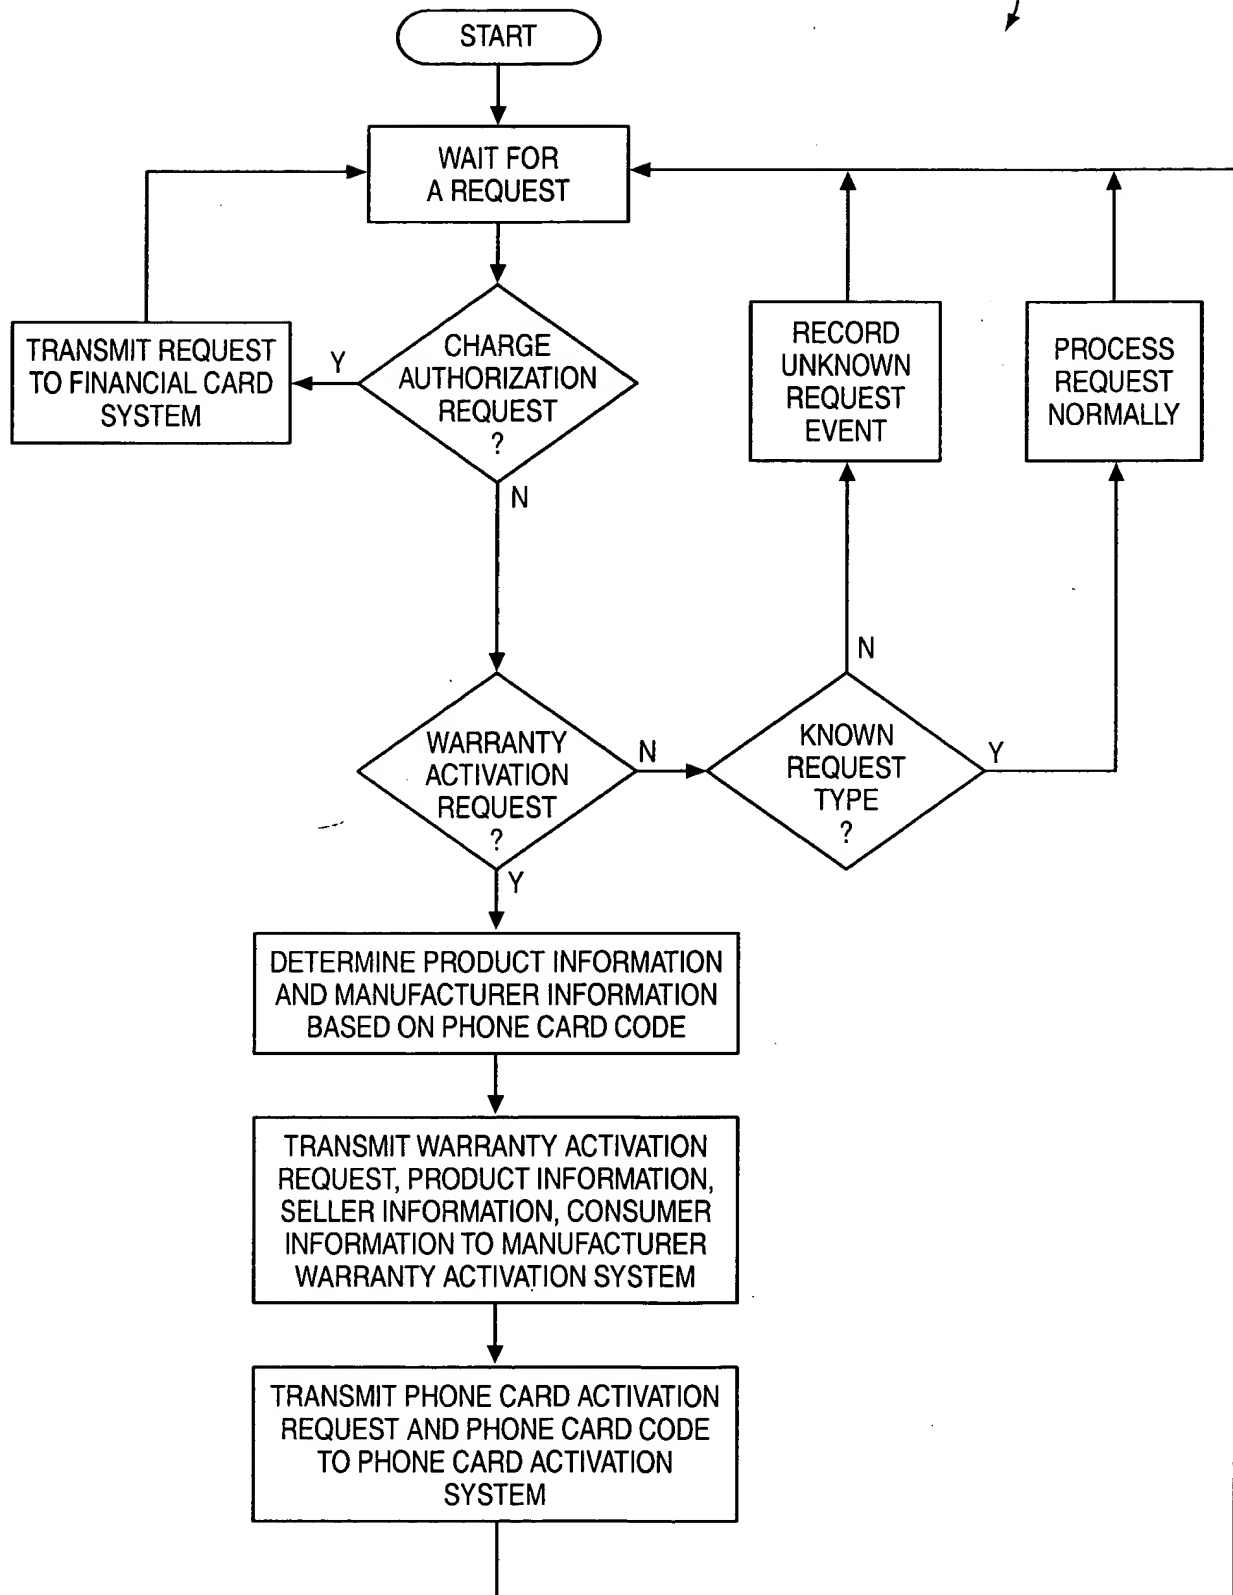 START
WAIT FOR
A REQUEST
TRANSMIT REQUEST
TO FINANCIAL CARD
SYSTEM
Y
CHARGE
AUTHORIZATION
REQUEST
?
N
RECORD
UNKNOWN
REQUEST
EVENT
PROCESS
REQUEST
NORMALLY
WARRANTY
ACTIVATION
REQUEST
?
N
Y
KNOWN
REQUEST
TYPE
?
N
Y
DETERMINE PRODUCT INFORMATION
AND MANUFACTURER INFORMATION
BASED ON PHONE CARD CODE
TRANSMIT WARRANTY ACTIVATION
REQUEST, PRODUCT INFORMATION,
SELLER INFORMATION, CONSUMER
INFORMATION TO MANUFACTURER
WARRANTY ACTIVATION SYSTEM
TRANSMIT PHONE CARD ACTIVATION
REQUEST AND PHONE CARD CODE
TO PHONE CARD ACTIVATION
SYSTEM